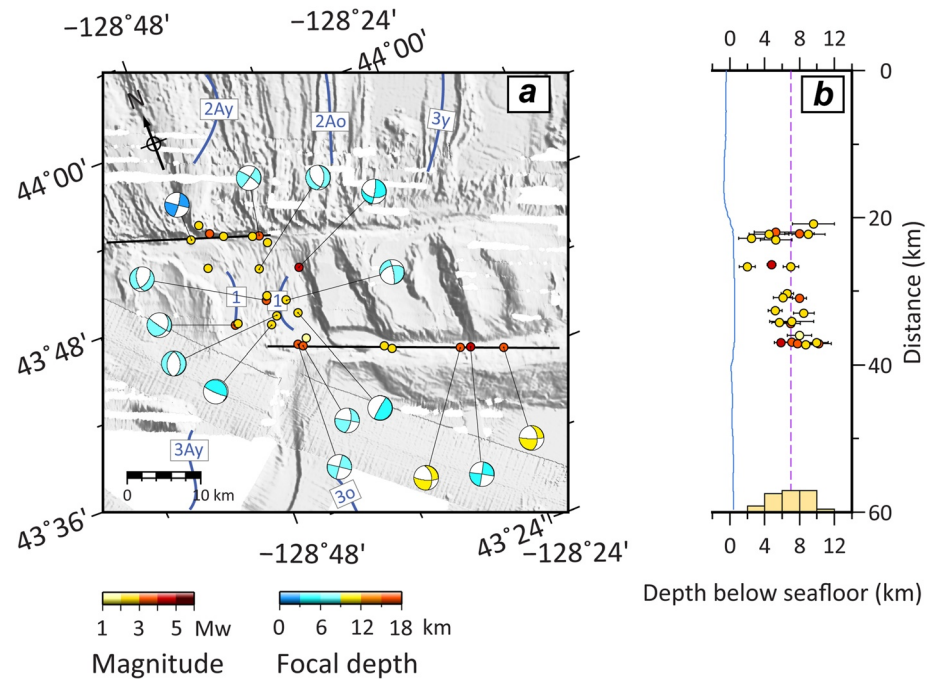 −128˚48'
−128˚24'
−44˚00'
a
N
2Ay
2Ao
3y
44˚00'
1
1
43˚48'
3Ay
0
10 km
3o
43˚36'
−128˚48'
43˚24'
−128˚24'
0 4 8 12
b
0
20
40
60
Distance (km)
0 4 8 12
Depth below seafloor (km)
1 3 5 Mw
Magnitude
0 6 12 18 km
Focal depth